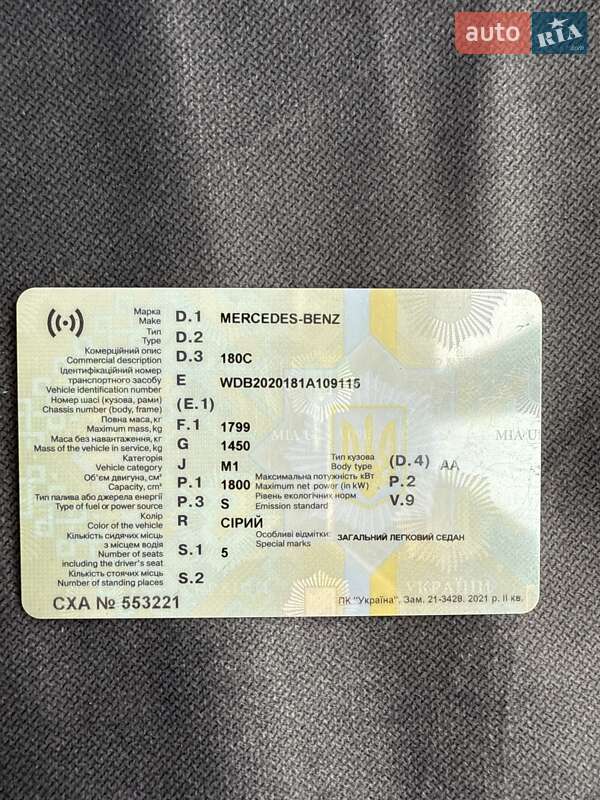 auto RIA.com
Марка
Make D.1 MERCEDES-BENZ
Тип
Type D.2
Комерційний опис
Commercial description D.3 180C
Ідентифікаційний номер
транспортного засобу
Vehicle identification number E WDB2020181A109115
Номер шасі (кузова, рами)
Chassis number (body, frame) (E.1)
Повна маса, кг
Maximum mass, kg F.1 1799
Маса без навантаження, кг
Mass of the vehicle in service, kg G 1450
Категорія
Vehicle category J M1
Тип кузова
Body type (D.4) АА
Об'єм двигуна, см³
Capacity, cm³ P.1 1800
Максимальна потужність кВт
Maximum net power (in kW) P.2
Тип палива або джерела енергії
Type of fuel or power source P.3 S
Рівень екологічних норм
Emission standard V.9
Колір
Color of the vehicle R СІРИЙ
Особливі відмітки:
Special marks ЗАГАЛЬНИЙ ЛЕГКОВИЙ СЕДАН
Кількість сидячих місць
з місцем водія
Number of seats
including the driver's seat S.1 5
Кількість стоячих місць
Number of standing places S.2
СХА № 553221
ПК "Україна". Зам. 21-3428. 2021 р. II кв.
MIA
MIA U
УКРАЇНИ